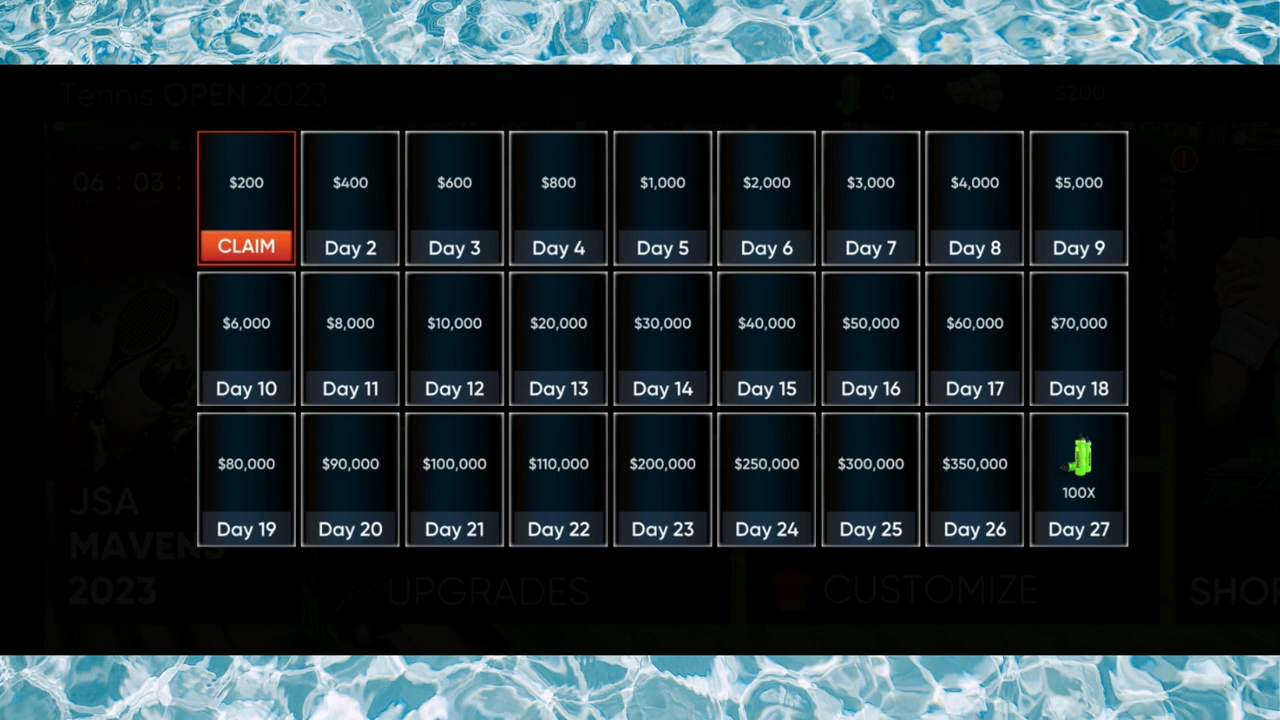 Tennis OPEN 2023
0
$200
06 : 03 :
$200
$400
$600
$800
$1,000
$2,000
$3,000
$4,000
$5,000
CLAIM
Day 2
Day 3
Day 4
Day 5
Day 6
Day 7
Day 8
Day 9
$6,000
$8,000
$10,000
$20,000
$30,000
$40,000
$50,000
$60,000
$70,000
Day 10
Day 11
Day 12
Day 13
Day 14
Day 15
Day 16
Day 17
Day 18
$80,000
$90,000
$100,000
$110,000
$200,000
$250,000
$300,000
$350,000
100X
Day 19
Day 20
Day 21
Day 22
Day 23
Day 24
Day 25
Day 26
Day 27
JSA
MAVENS
2023
UPGRADES
CUSTOMIZE